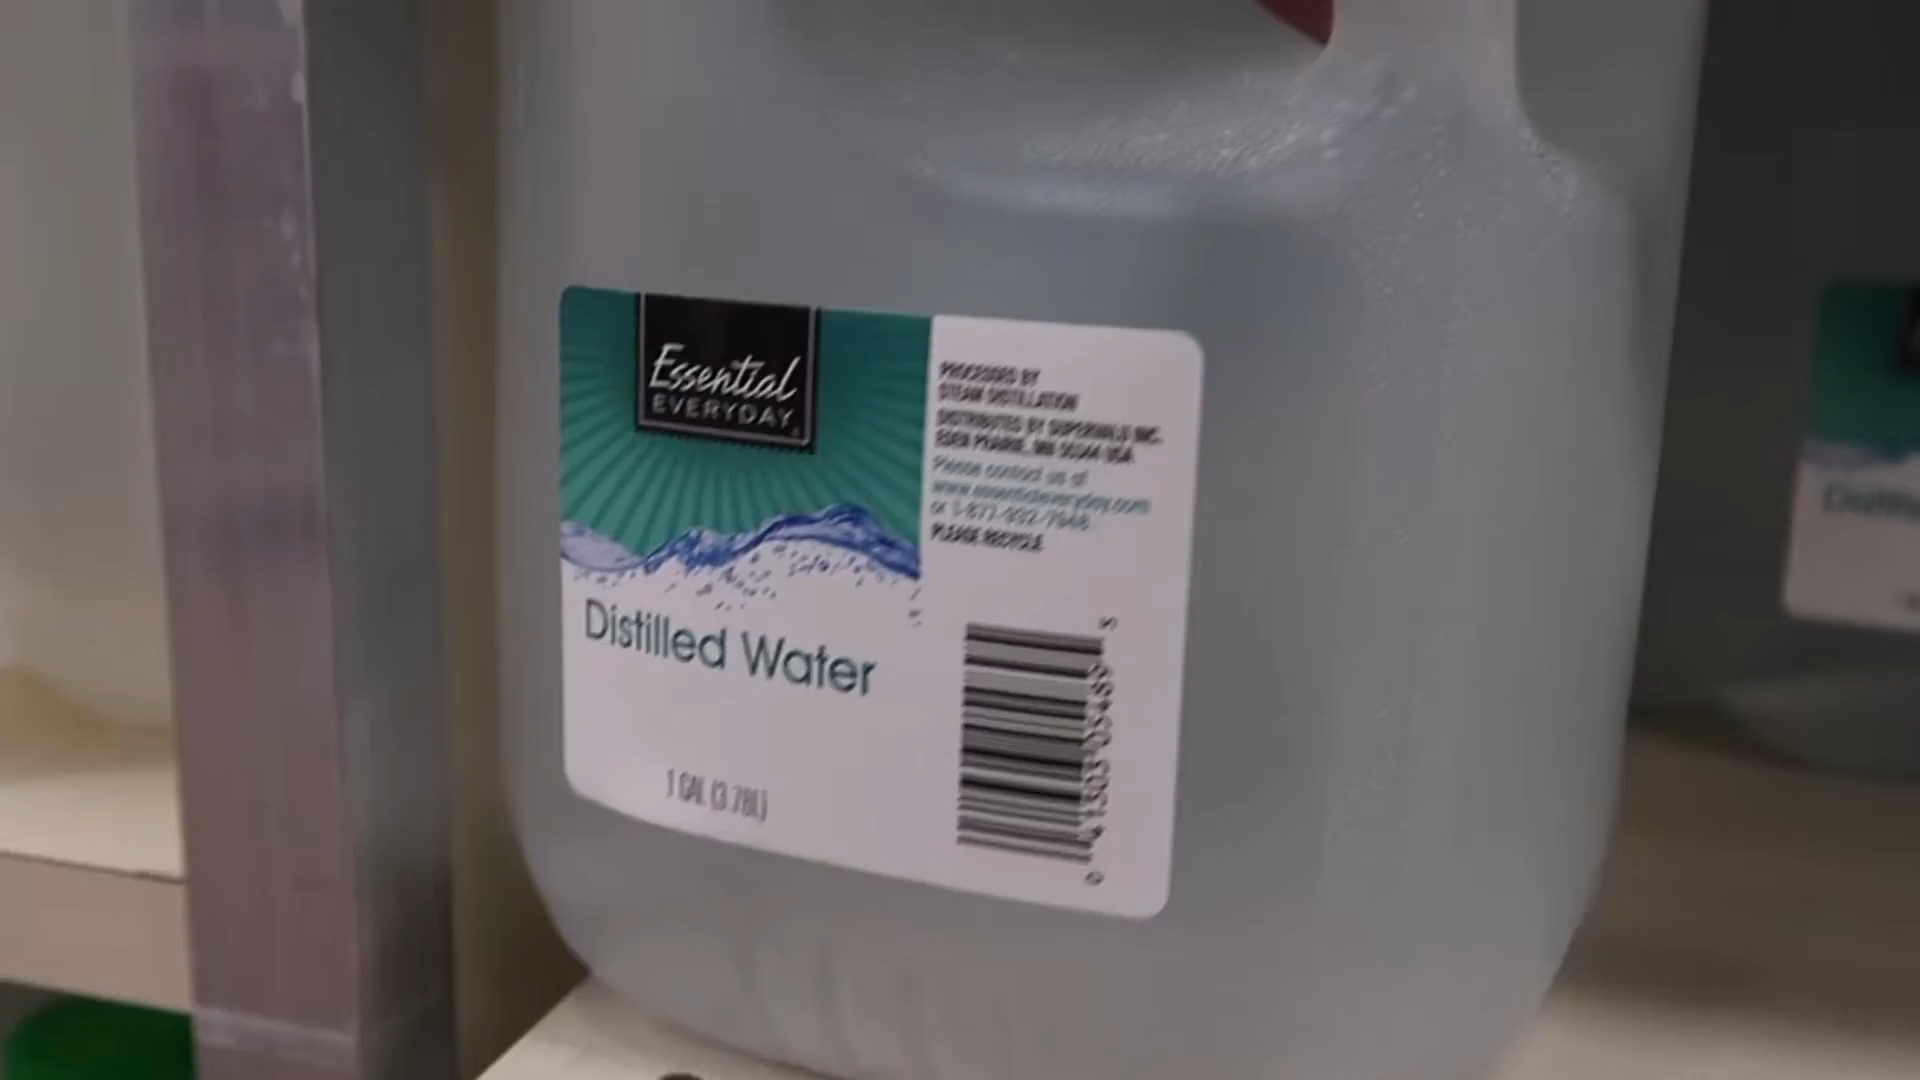 Essential
EVERYDAY
Distilled Water
1 GAL (3.78L)
PROCESSED BY
STEAM DISTILLATION
DISTRIBUTED BY SUPERVALU INC.
EDEN PRAIRIE, MN 55344 USA
Please contact us at
www.essentialeveryday.com
or 1-877-932-7948
PLEASE RECYCLE